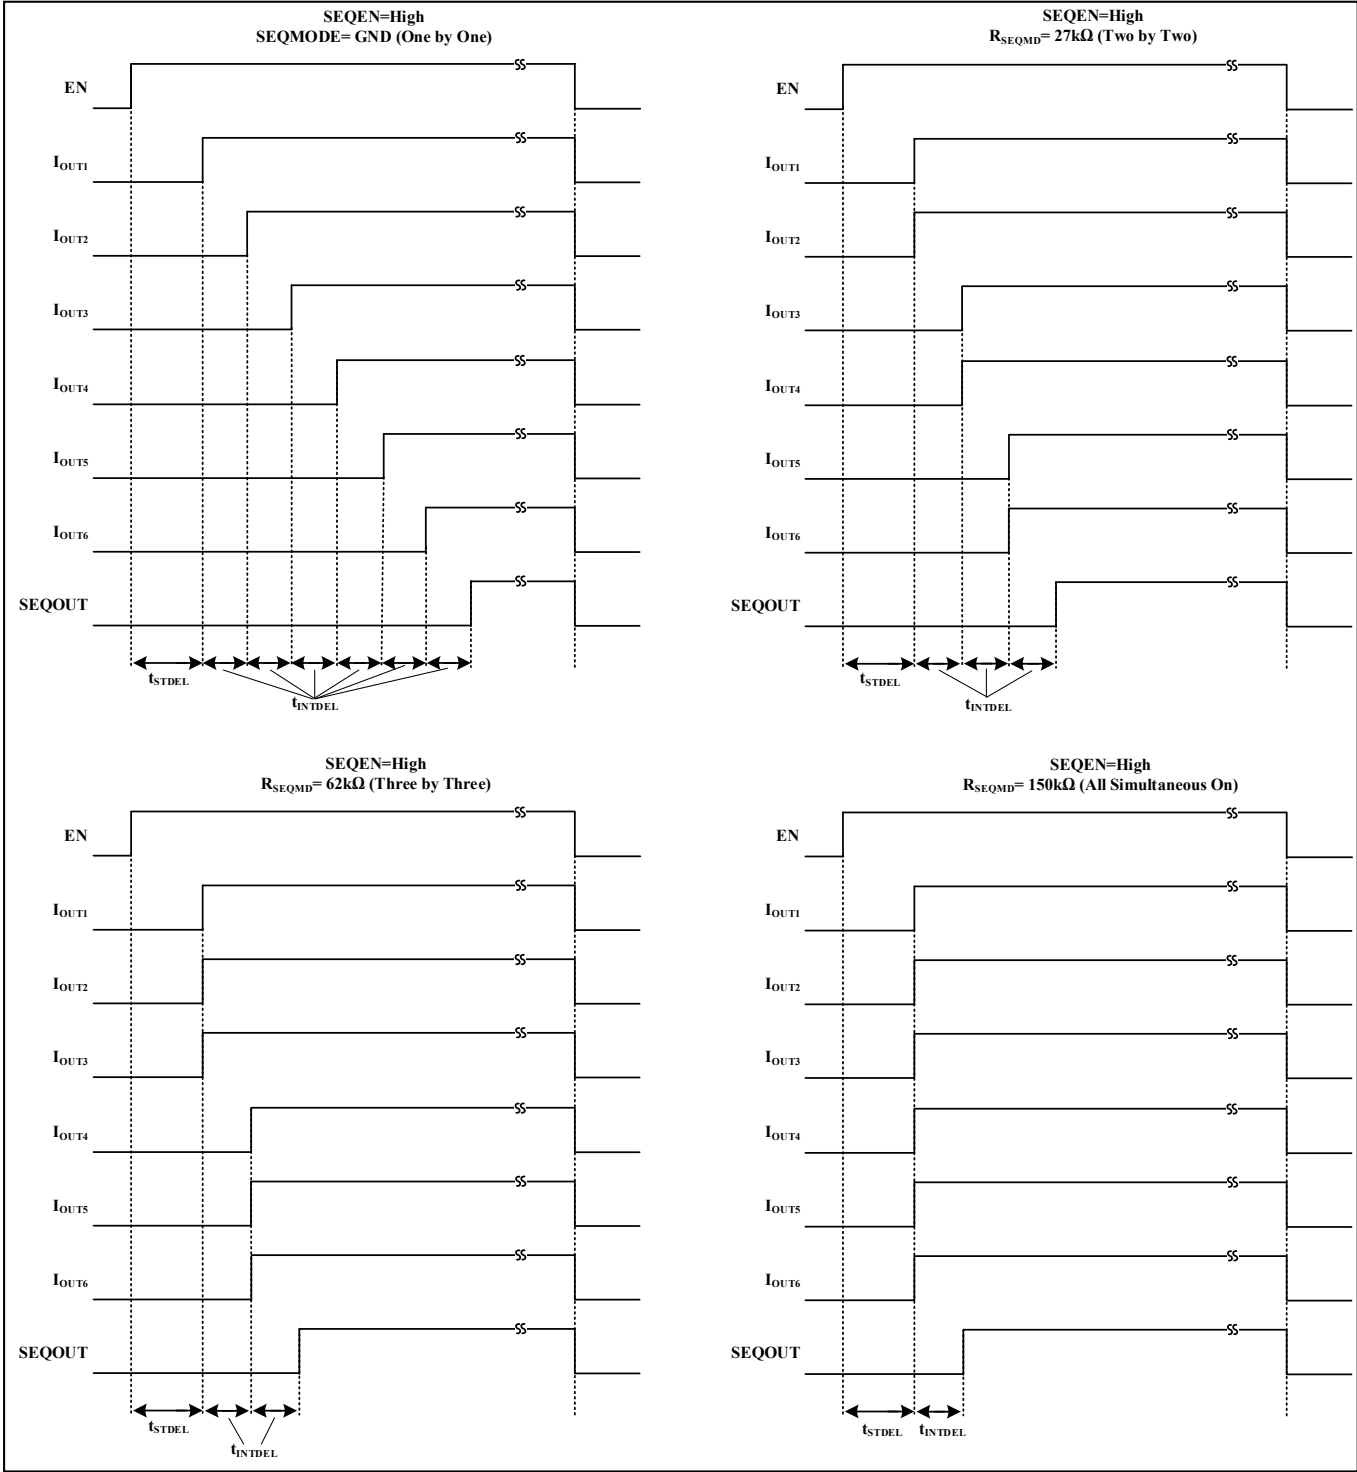 SEQEN=High
SEQMODE= GND (One by One)
EN
IOUT1
IOUT2
IOUT3
IOUT4
IOUT5
IOUT6
SEQOUT
tSTDEL
tINTDEL
SEQEN=High
RSEQMD= 27kΩ (Two by Two)
EN
IOUT1
IOUT2
IOUT3
IOUT4
IOUT5
IOUT6
SEQOUT
tSTDEL
tINTDEL
SEQEN=High
RSEQMD= 62kΩ (Three by Three)
EN
IOUT1
IOUT2
IOUT3
IOUT4
IOUT5
IOUT6
SEQOUT
tSTDEL
tINTDEL
SEQEN=High
RSEQMD= 150kΩ (All Simultaneous On)
EN
IOUT1
IOUT2
IOUT3
IOUT4
IOUT5
IOUT6
SEQOUT
tSTDEL
tINTDEL